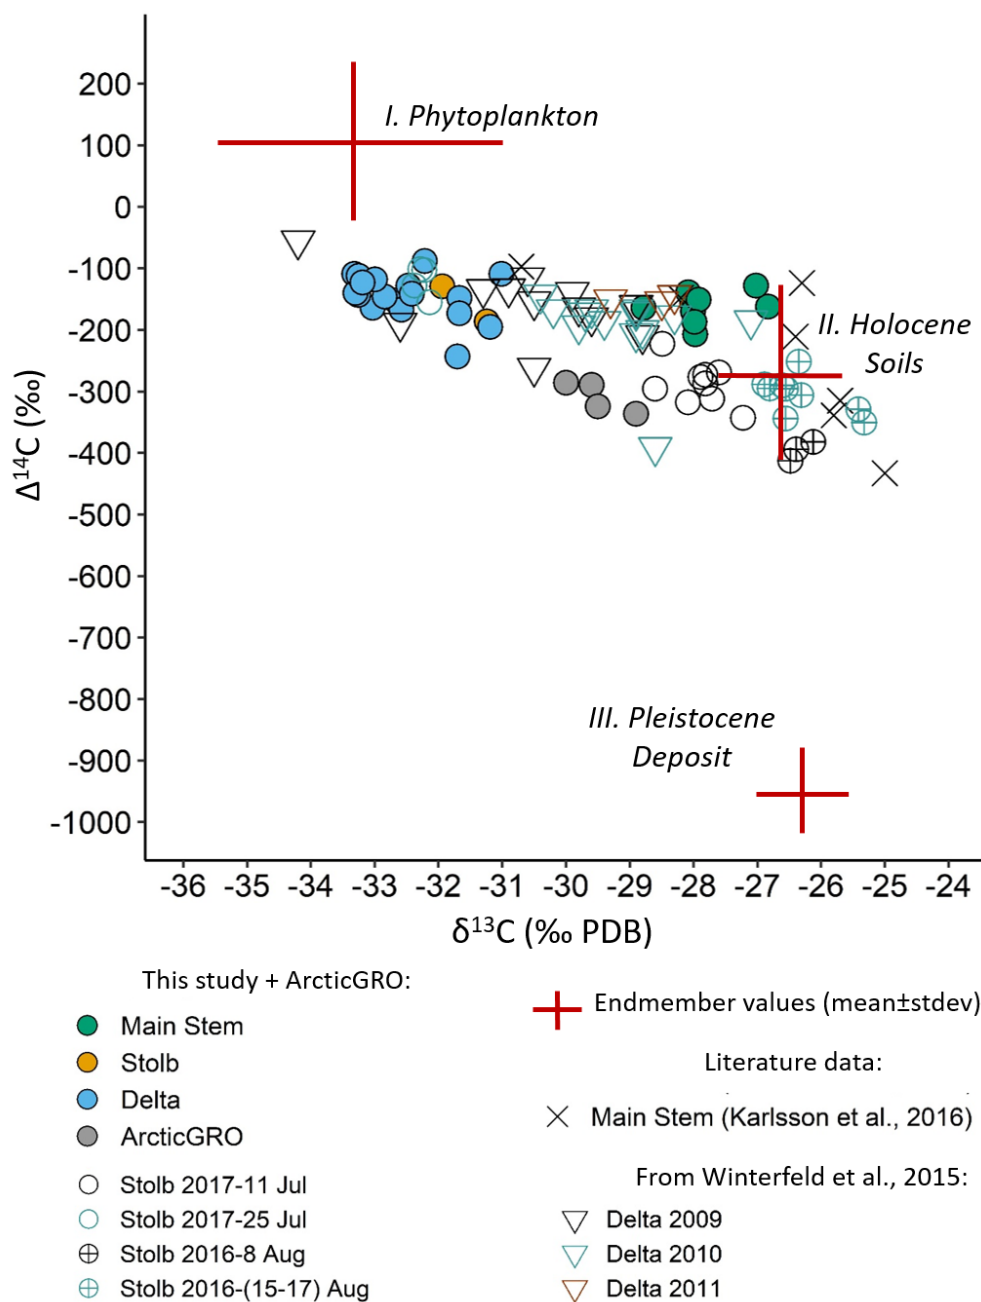 200
100
0
-100
-200
-300
-400
-500
-600
-700
-800
-900
-1000
Δ¹⁴C (‰)
I. Phytoplankton
II. Holocene
Soils
III. Pleistocene
Deposit
-36 -35 -34 -33 -32 -31 -30 -29 -28 -27 -26 -25 -24
δ¹³C (‰ PDB)
This study + ArcticGRO:
Main Stem
Stolb
Delta
ArcticGRO
Stolb 2017-11 Jul
Stolb 2017-25 Jul
Stolb 2016-8 Aug
Stolb 2016-(15-17) Aug
Endmember values (mean±stdev)
Literature data:
Main Stem (Karlsson et al., 2016)
From Winterfeld et al., 2015:
Delta 2009
Delta 2010
Delta 2011